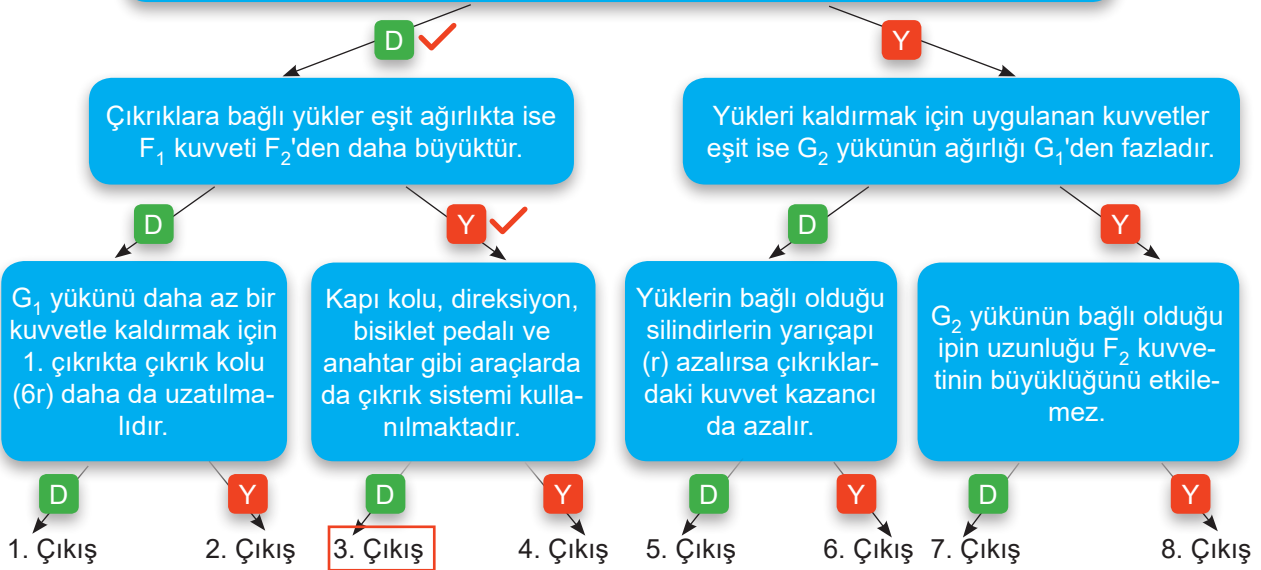 D
Y
Çıkrıklara bağlı yükler eşit ağırlıkta ise
F₁ kuvveti F₂'den daha büyüktür.
Yükleri kaldırmak için uygulanan kuvvetler
eşit ise G₂ yükünün ağırlığı G₁'den fazladır.
D
Y
D
Y
G₁ yükünü daha az bir
kuvvetle kaldırmak için
1. çıkrıkta çıkrık kolu
(6r) daha da uzatılma-
lıdır.
Kapı kolu, direksiyon,
bisiklet pedalı ve
anahtar gibi araçlarda
da çıkrık sistemi kulla-
nılmaktadır.
Yüklerin bağlı olduğu
silindirlerin yarıçapı
(r) azalırsa çıkrıklar-
daki kuvvet kazancı
da azalır.
G₂ yükünün bağlı olduğu
ipin uzunluğu F₂ kuvve-
tinin büyüklüğünü etkile-
mez.
D
Y
D
Y
D
Y
D
Y
1. Çıkış
2. Çıkış
3. Çıkış
4. Çıkış
5. Çıkış
6. Çıkış
7. Çıkış
8. Çıkış